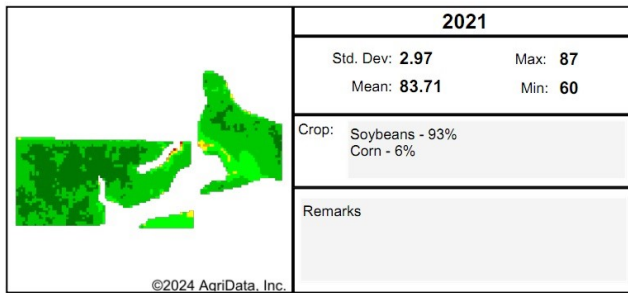 2021
Std. Dev: 2.97 Max: 87
Mean: 83.71 Min: 60
Crop: Soybeans - 93%
Corn - 6%
Remarks
©2024 AgriData, Inc.